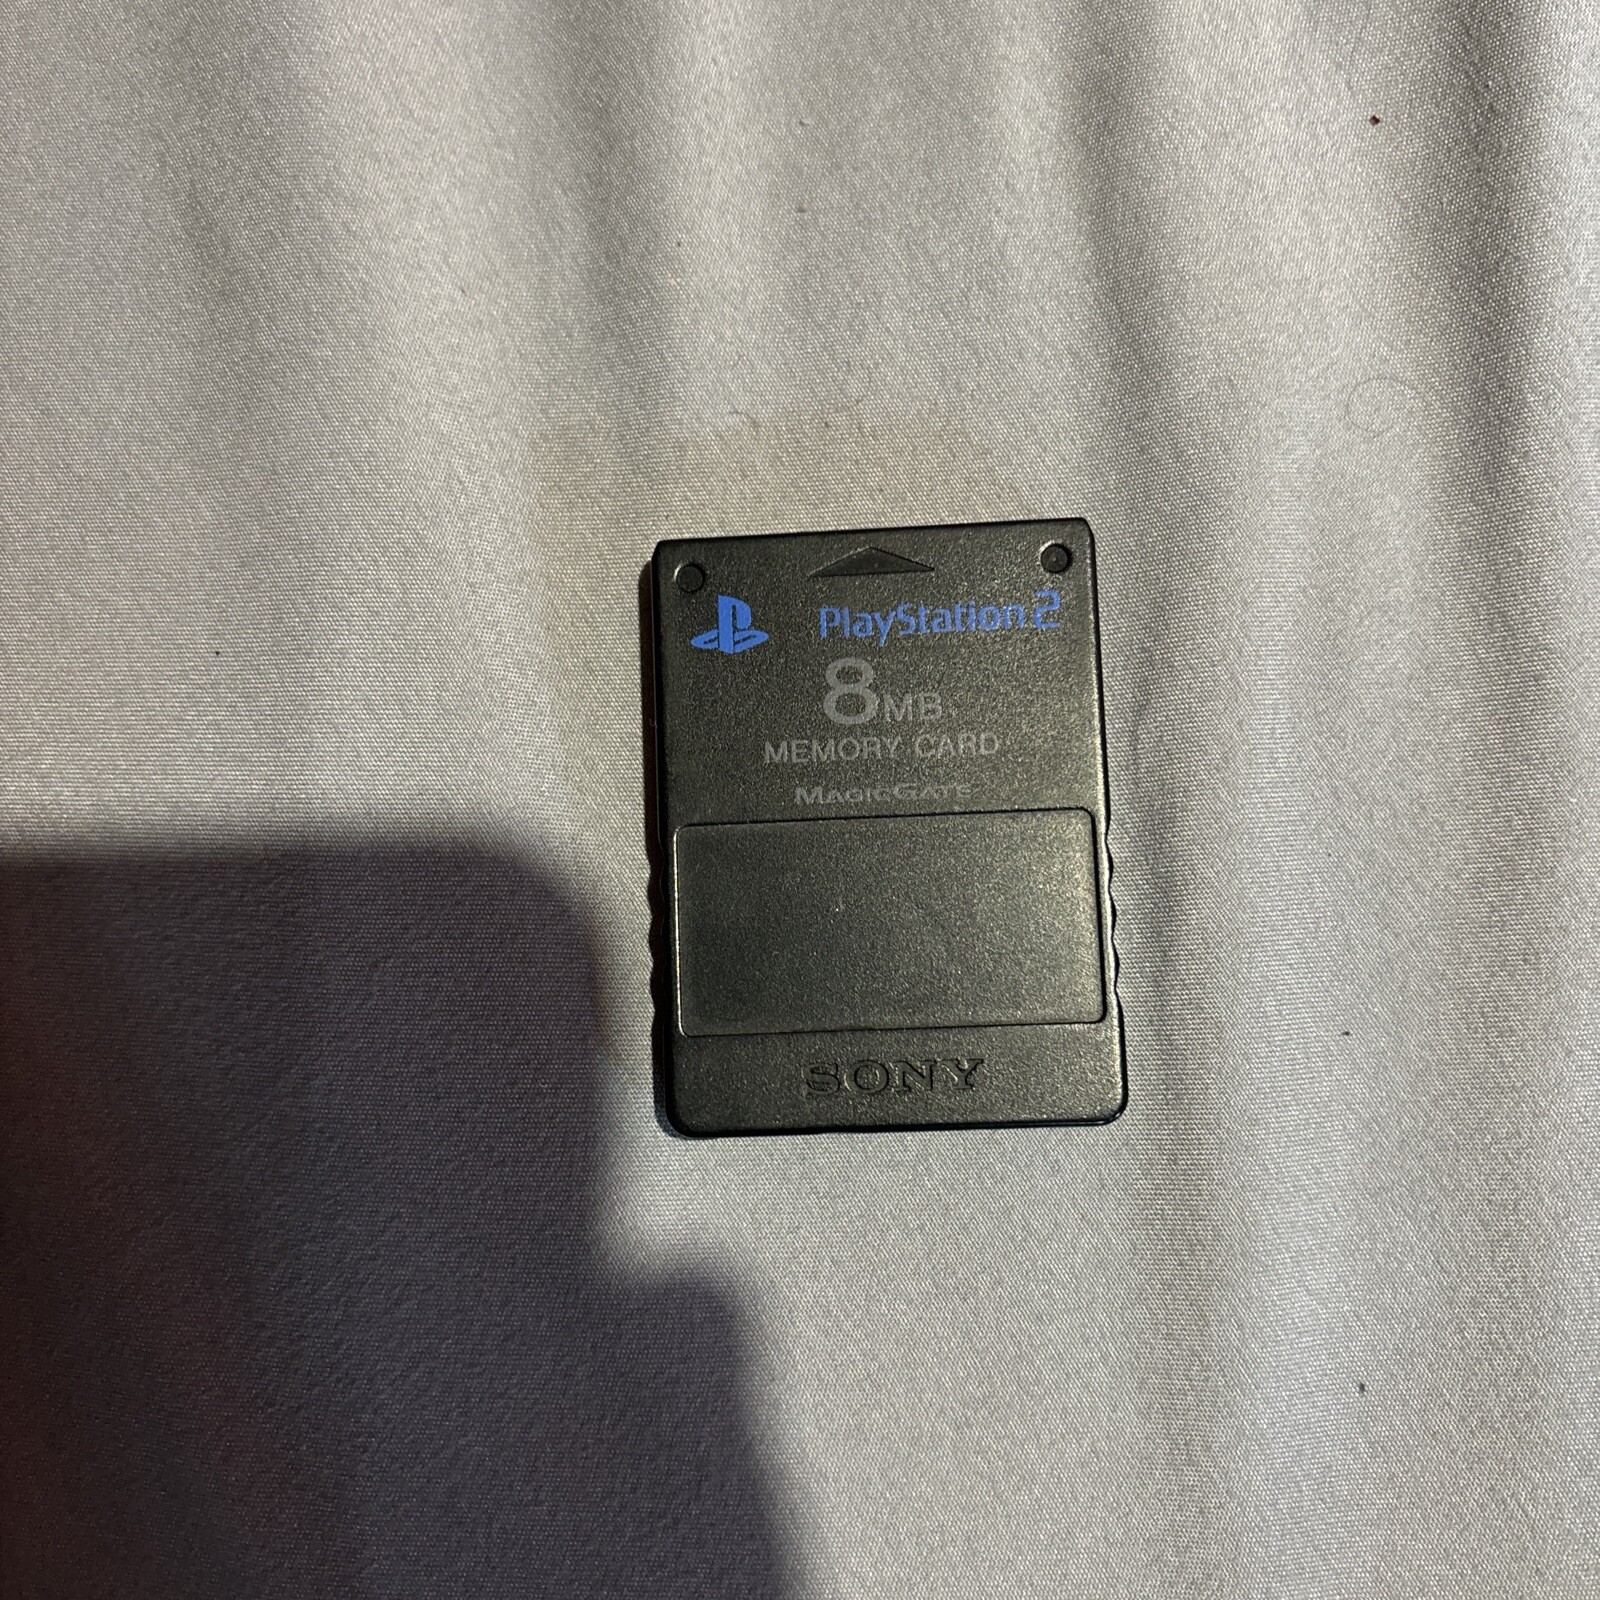 PlayStation 2
8MB
MEMORY CARD
MAGICGATE
SONY